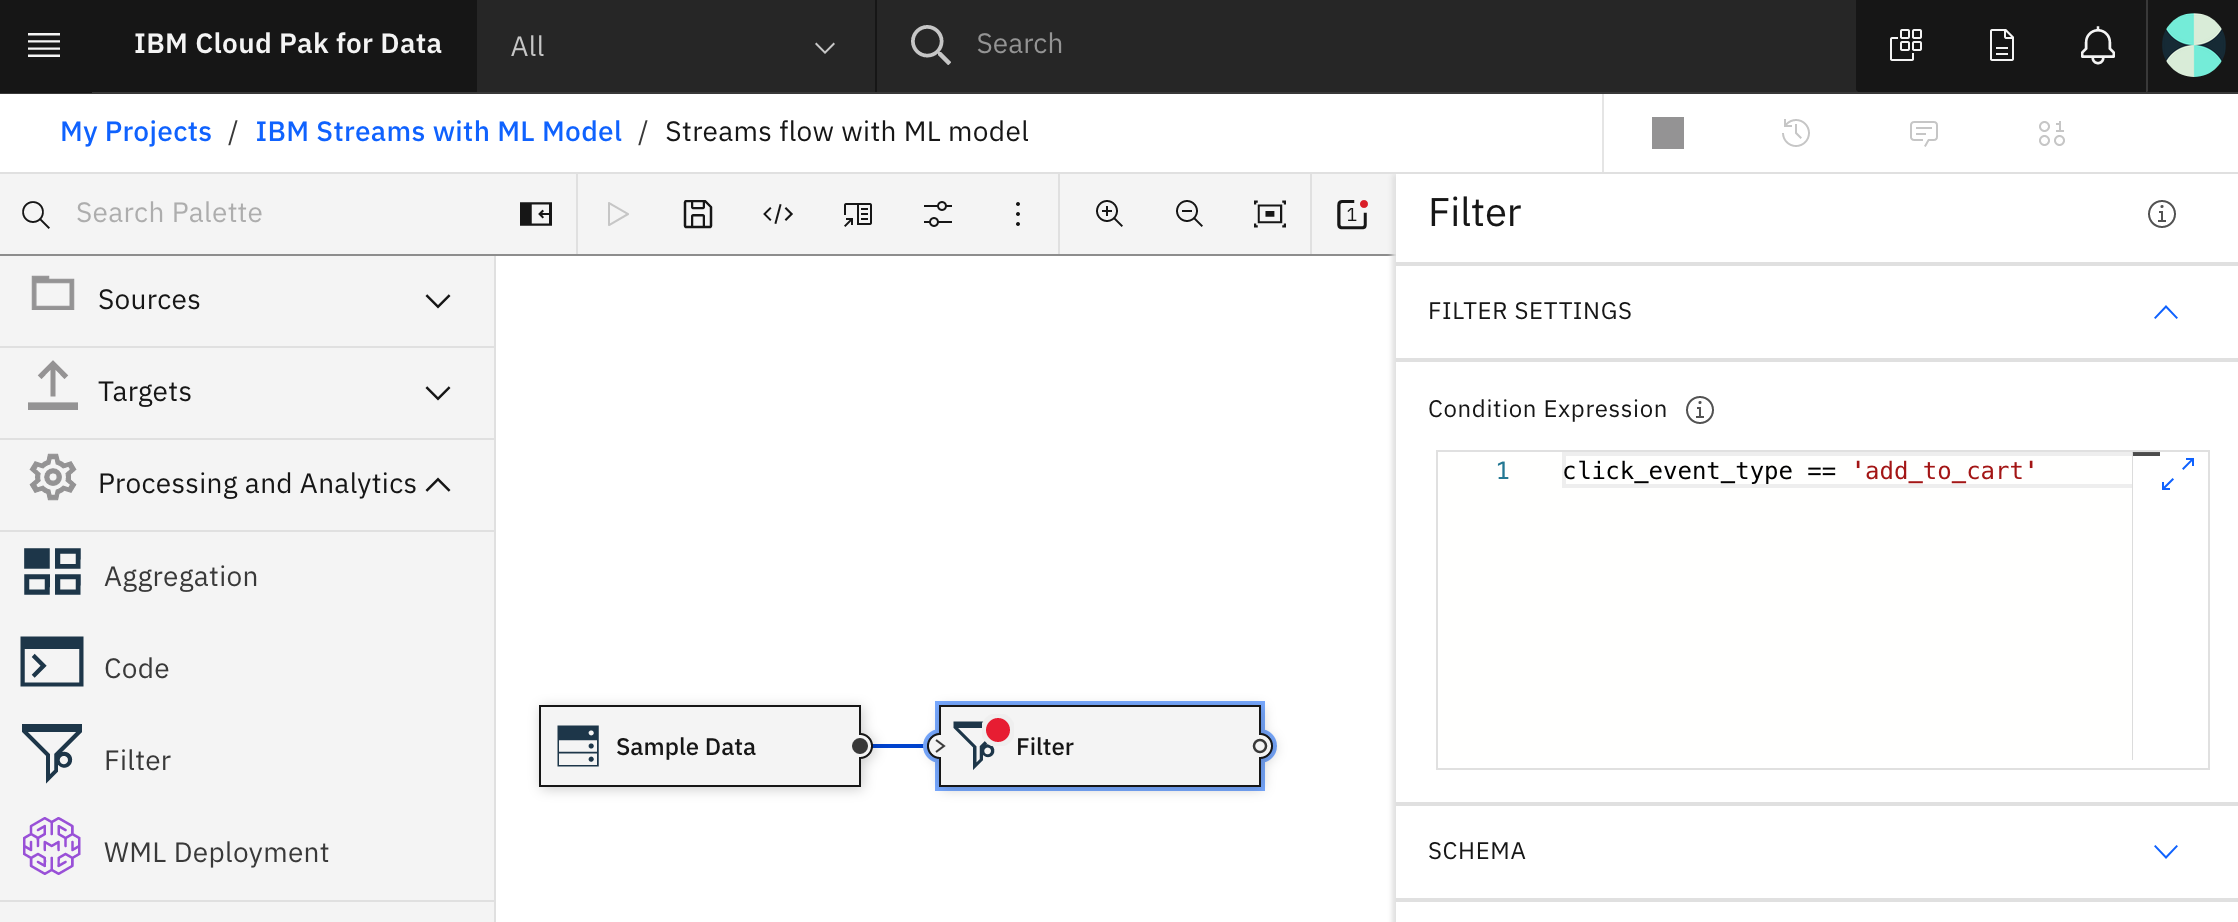 IBM Cloud Pak for Data
All
Search
My Projects / IBM Streams with ML Model / Streams flow with ML model
Search Palette
1
Filter
Sources
Targets
Processing and Analytics
Aggregation
Code
Filter
WML Deployment
Sample Data
Filter
FILTER SETTINGS
Condition Expression
1 click_event_type == 'add_to_cart'
SCHEMA